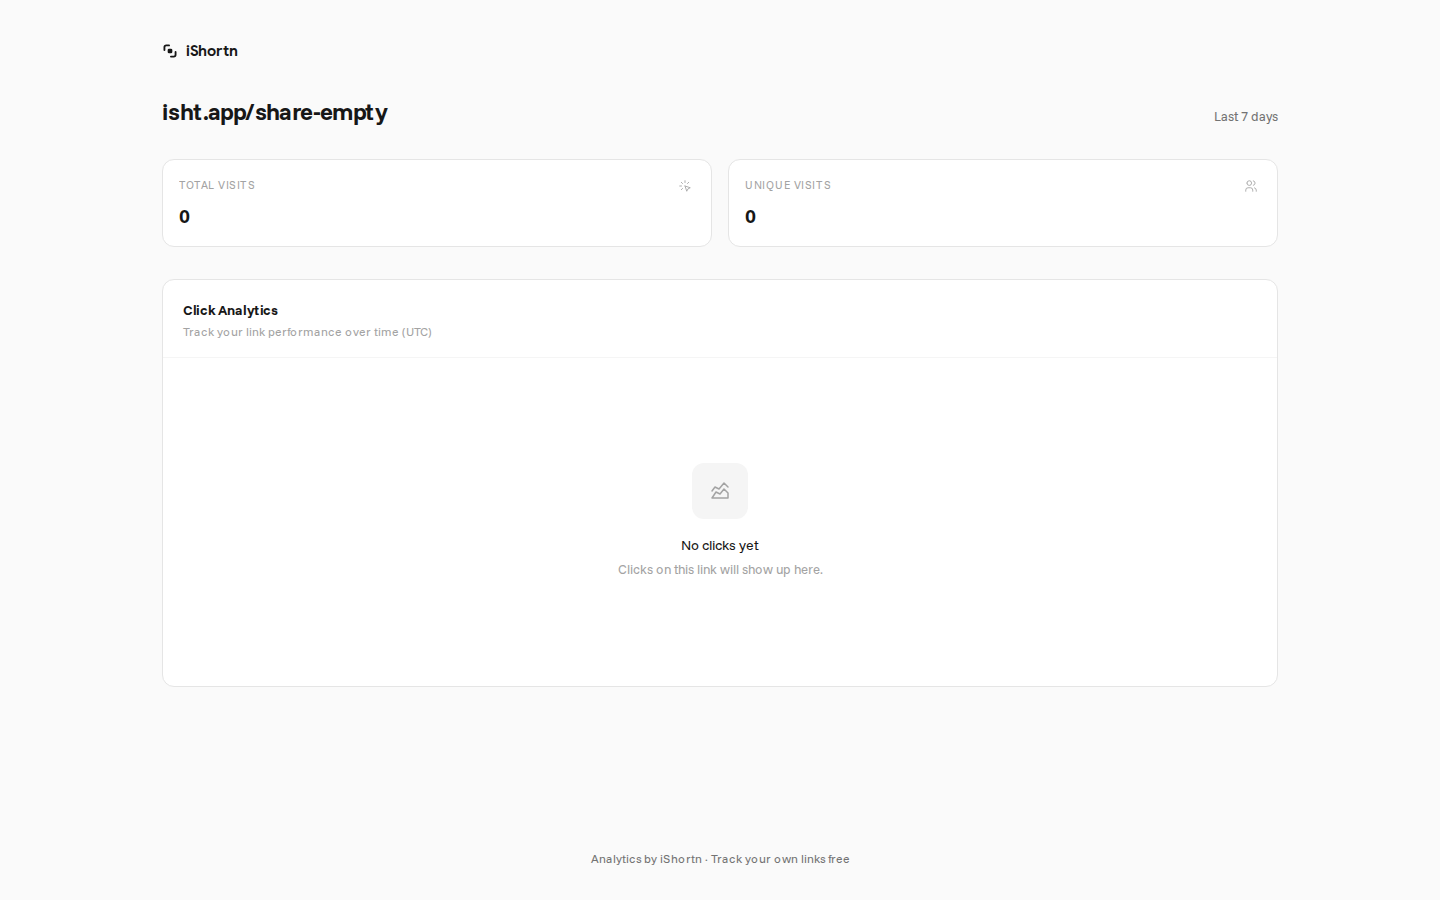 iShortn
isht.app/share-empty
Last 7 days
TOTAL VISITS
0
UNIQUE VISITS
0
Click Analytics
Track your link performance over time (UTC)
No clicks yet
Clicks on this link will show up here.
Analytics by iShortn · Track your own links free